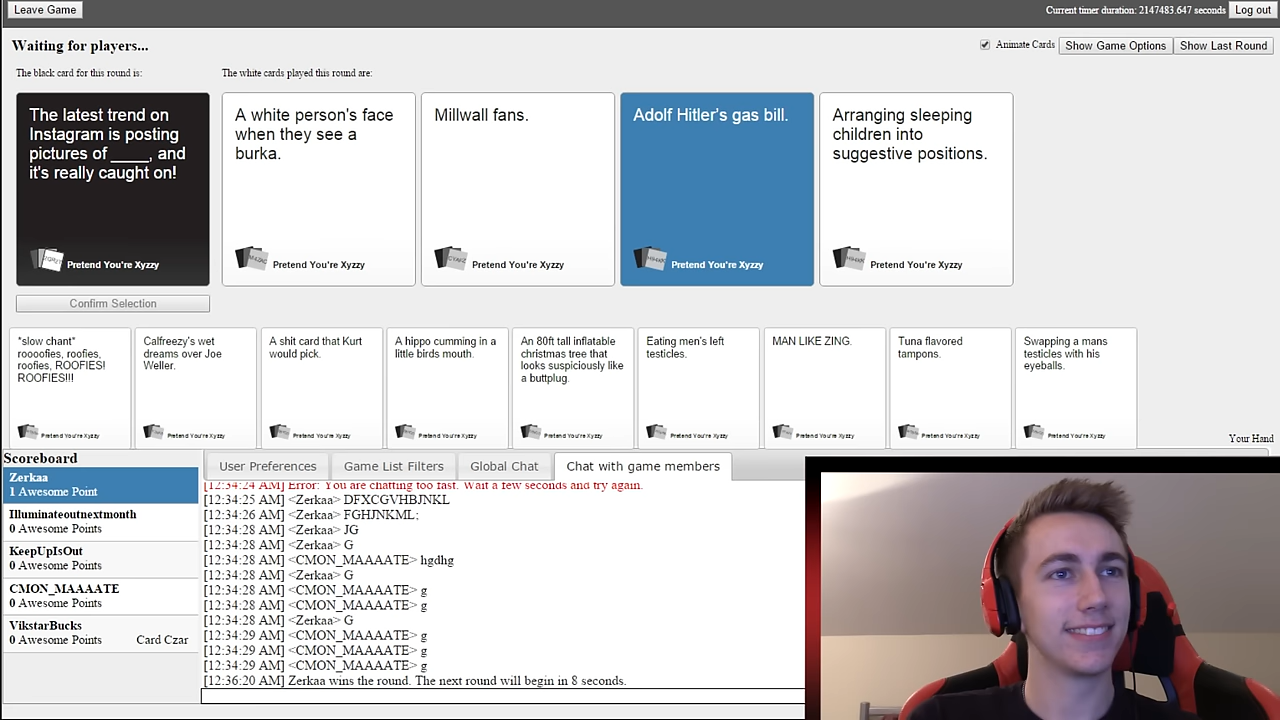 Leave Game
Current timer duration: 2147483.647 seconds
Log out
Waiting for players...
Animate Cards
Show Game Options
Show Last Round
The black card for this round is:
The white cards played this round are:
The latest trend on
Instagram is posting
pictures of ____, and
it's really caught on!
Pretend You're Xyzzy
A white person's face
when they see a
burka.
Pretend You're Xyzzy
Millwall fans.
Pretend You're Xyzzy
Adolf Hitler's gas bill.
Pretend You're Xyzzy
Arranging sleeping
children into
suggestive positions.
Pretend You're Xyzzy
Confirm Selection
*slow chant*
roooofies, roofies,
roofies, ROOFIES!
ROOFIES!!!
Pretend You're Xyzzy
Calfreezy's wet
dreams over Joe
Weller.
Pretend You're Xyzzy
A shit card that Kurt
would pick.
Pretend You're Xyzzy
A hippo cumming in a
little birds mouth.
Pretend You're Xyzzy
An 80ft tall inflatable
christmas tree that
looks suspiciously like
a buttplug.
Pretend You're Xyzzy
Eating men's left
testicles.
Pretend You're Xyzzy
MAN LIKE ZING.
Pretend You're Xyzzy
Tuna flavored
tampons.
Pretend You're Xyzzy
Swapping a mans
testicles with his
eyeballs.
Pretend You're Xyzzy
Your Hand
Scoreboard
Zerkaa
1 Awesome Point
Illuminateoutnextmonth
0 Awesome Points
KeepUpIsOut
0 Awesome Points
CMON_MAAAATE
0 Awesome Points
VikstarBucks
0 Awesome Points Card Czar
User Preferences
Game List Filters
Global Chat
Chat with game members
[12:34:24 AM] Error: You are chatting too fast. Wait a few seconds and try again.
[12:34:25 AM] <Zerkaa> DFXCGVHBJNKL
[12:34:26 AM] <Zerkaa> FGHJNKML;
[12:34:28 AM] <Zerkaa> JG
[12:34:28 AM] <Zerkaa> G
[12:34:28 AM] <CMON_MAAAATE> hgdhg
[12:34:28 AM] <Zerkaa> G
[12:34:28 AM] <CMON_MAAAATE> g
[12:34:28 AM] <CMON_MAAAATE> g
[12:34:28 AM] <Zerkaa> G
[12:34:29 AM] <CMON_MAAAATE> g
[12:34:29 AM] <CMON_MAAAATE> g
[12:34:29 AM] <CMON_MAAAATE> g
[12:36:20 AM] Zerkaa wins the round. The next round will begin in 8 seconds.